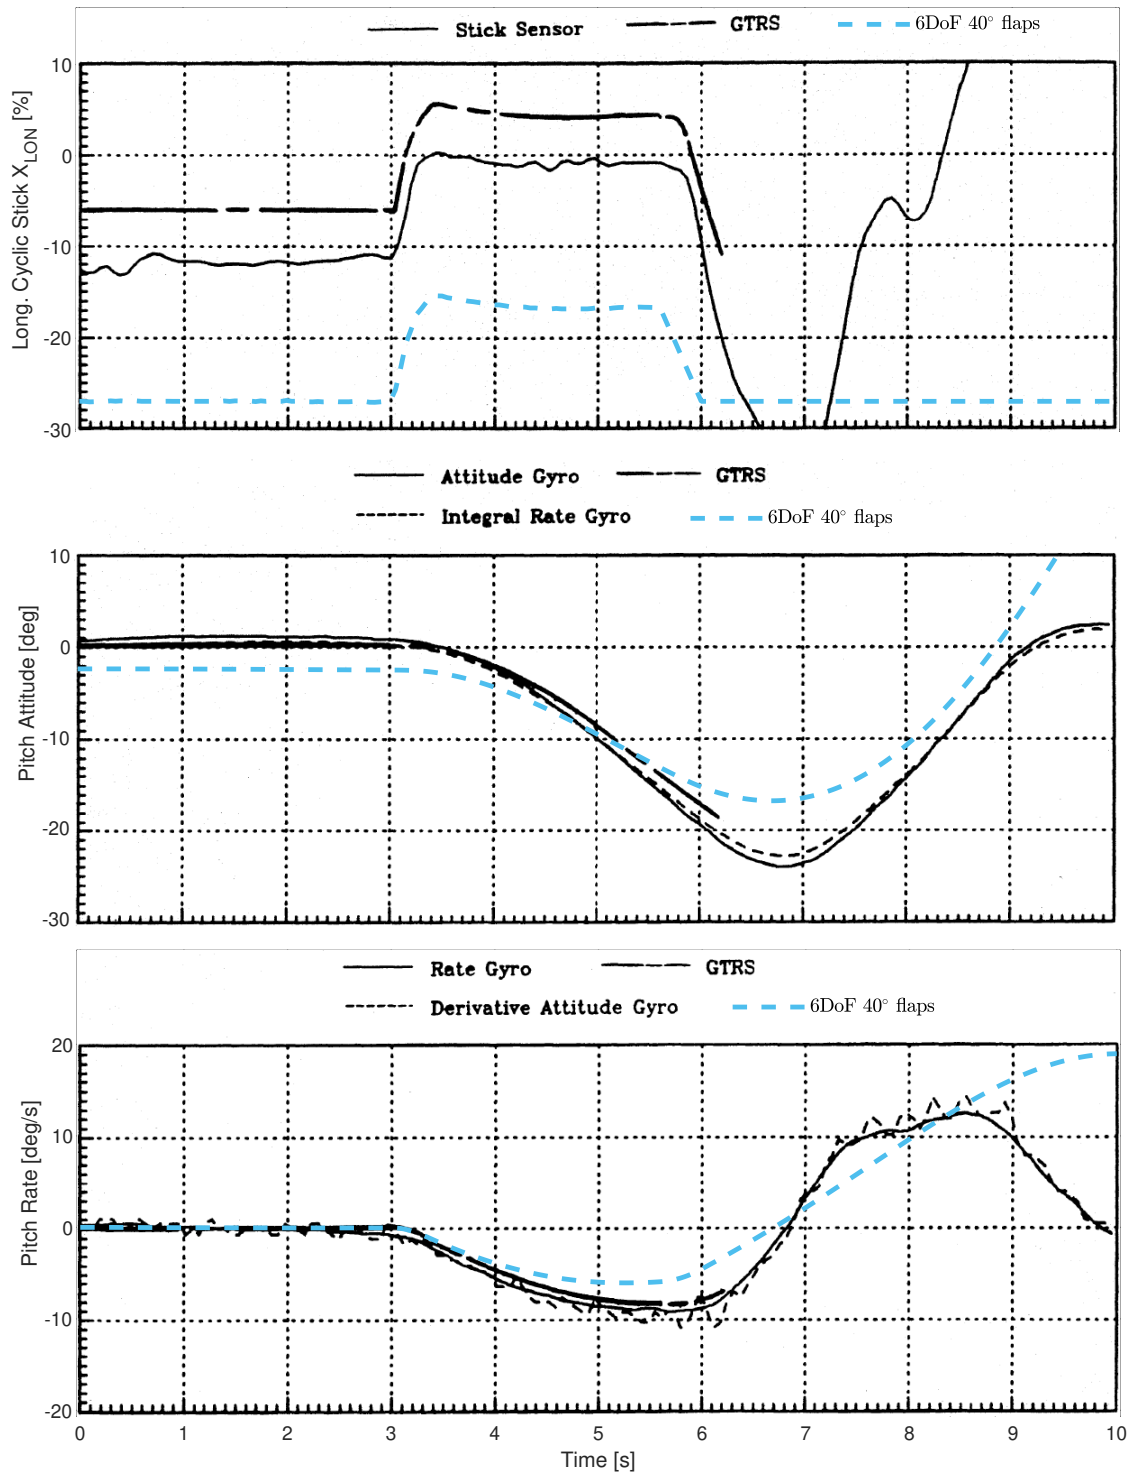 Stick Sensor GTRS 6DoF 40° flaps
Long. Cyclic Stick X_LON [%]
10
0
-10
-20
-30
Attitude Gyro GTRS
Integral Rate Gyro 6DoF 40° flaps
Pitch Attitude [deg]
10
0
-10
-20
-30
Rate Gyro GTRS
Derivative Attitude Gyro 6DoF 40° flaps
Pitch Rate [deg/s]
20
10
0
-10
-20
0 1 2 3 4 5 6 7 8 9 10
Time [s]